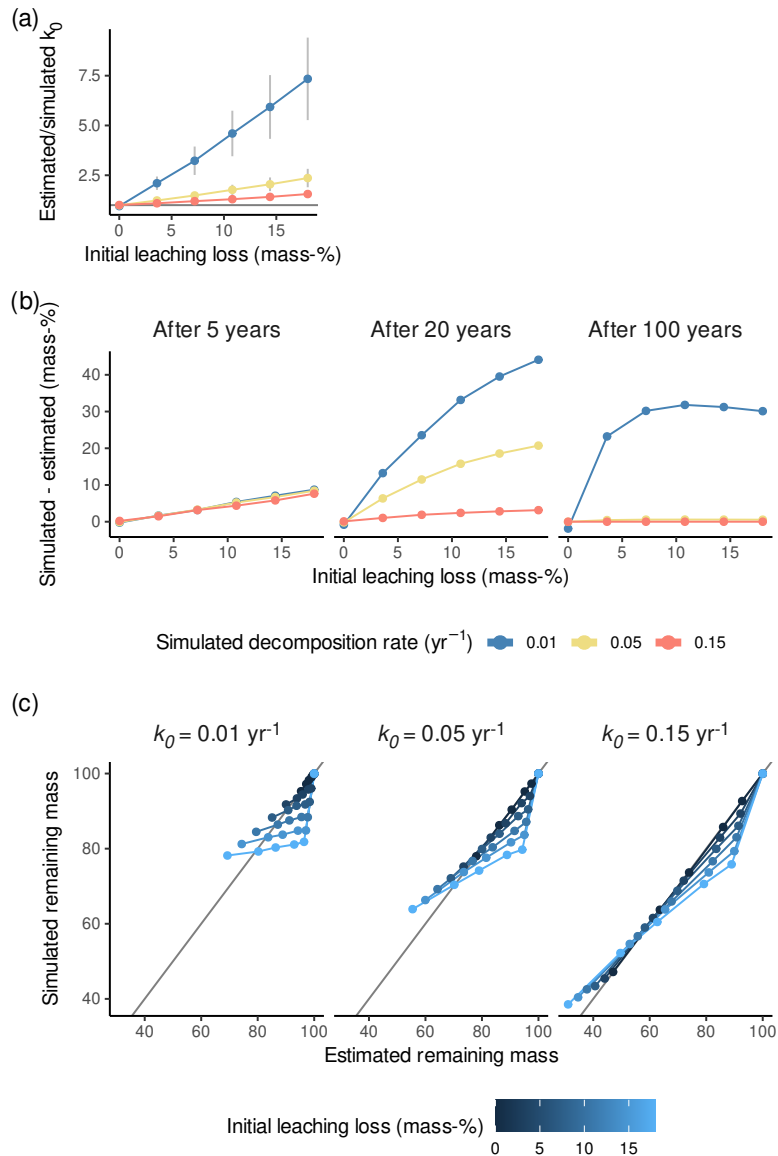 (a)
Estimated/simulated k0
7.5
5.0
2.5
0 5 10 15
Initial leaching loss (mass-%)
(b)
Simulated - estimated (mass-%)
After 5 years After 20 years After 100 years
40
30
20
10
0
0 5 10 15 0 5 10 15 0 5 10 15
Initial leaching loss (mass-%)
Simulated decomposition rate (yr−1) 0.01 0.05 0.15
(c)
k0 = 0.01 yr-1 k0 = 0.05 yr-1 k0 = 0.15 yr-1
Simulated remaining mass
100
80
60
40
40 60 80 100 40 60 80 100 40 60 80 100
Estimated remaining mass
Initial leaching loss (mass-%)
0 5 10 15